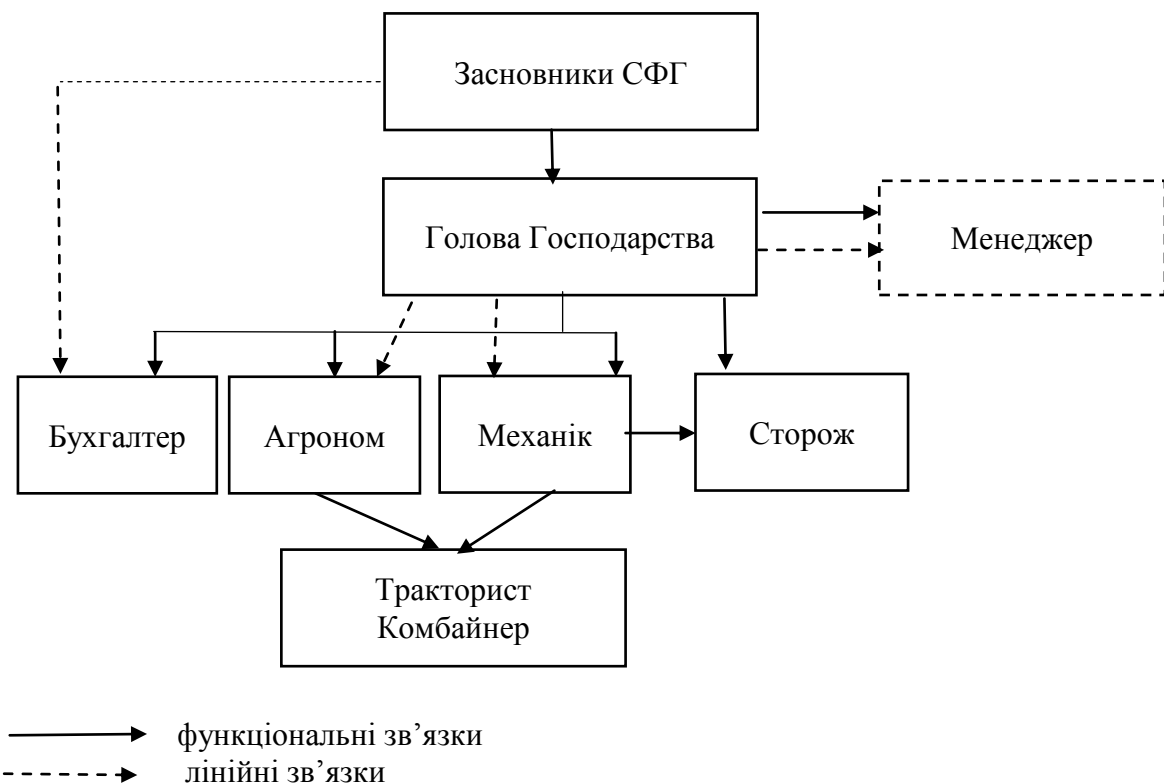 Засновники СФГ
Голова Господарства
Менеджер
Бухгалтер
Агроном
Механік
Сторож
Тракторист
Комбайнер
функціональні зв’язки
лінійні зв’язки